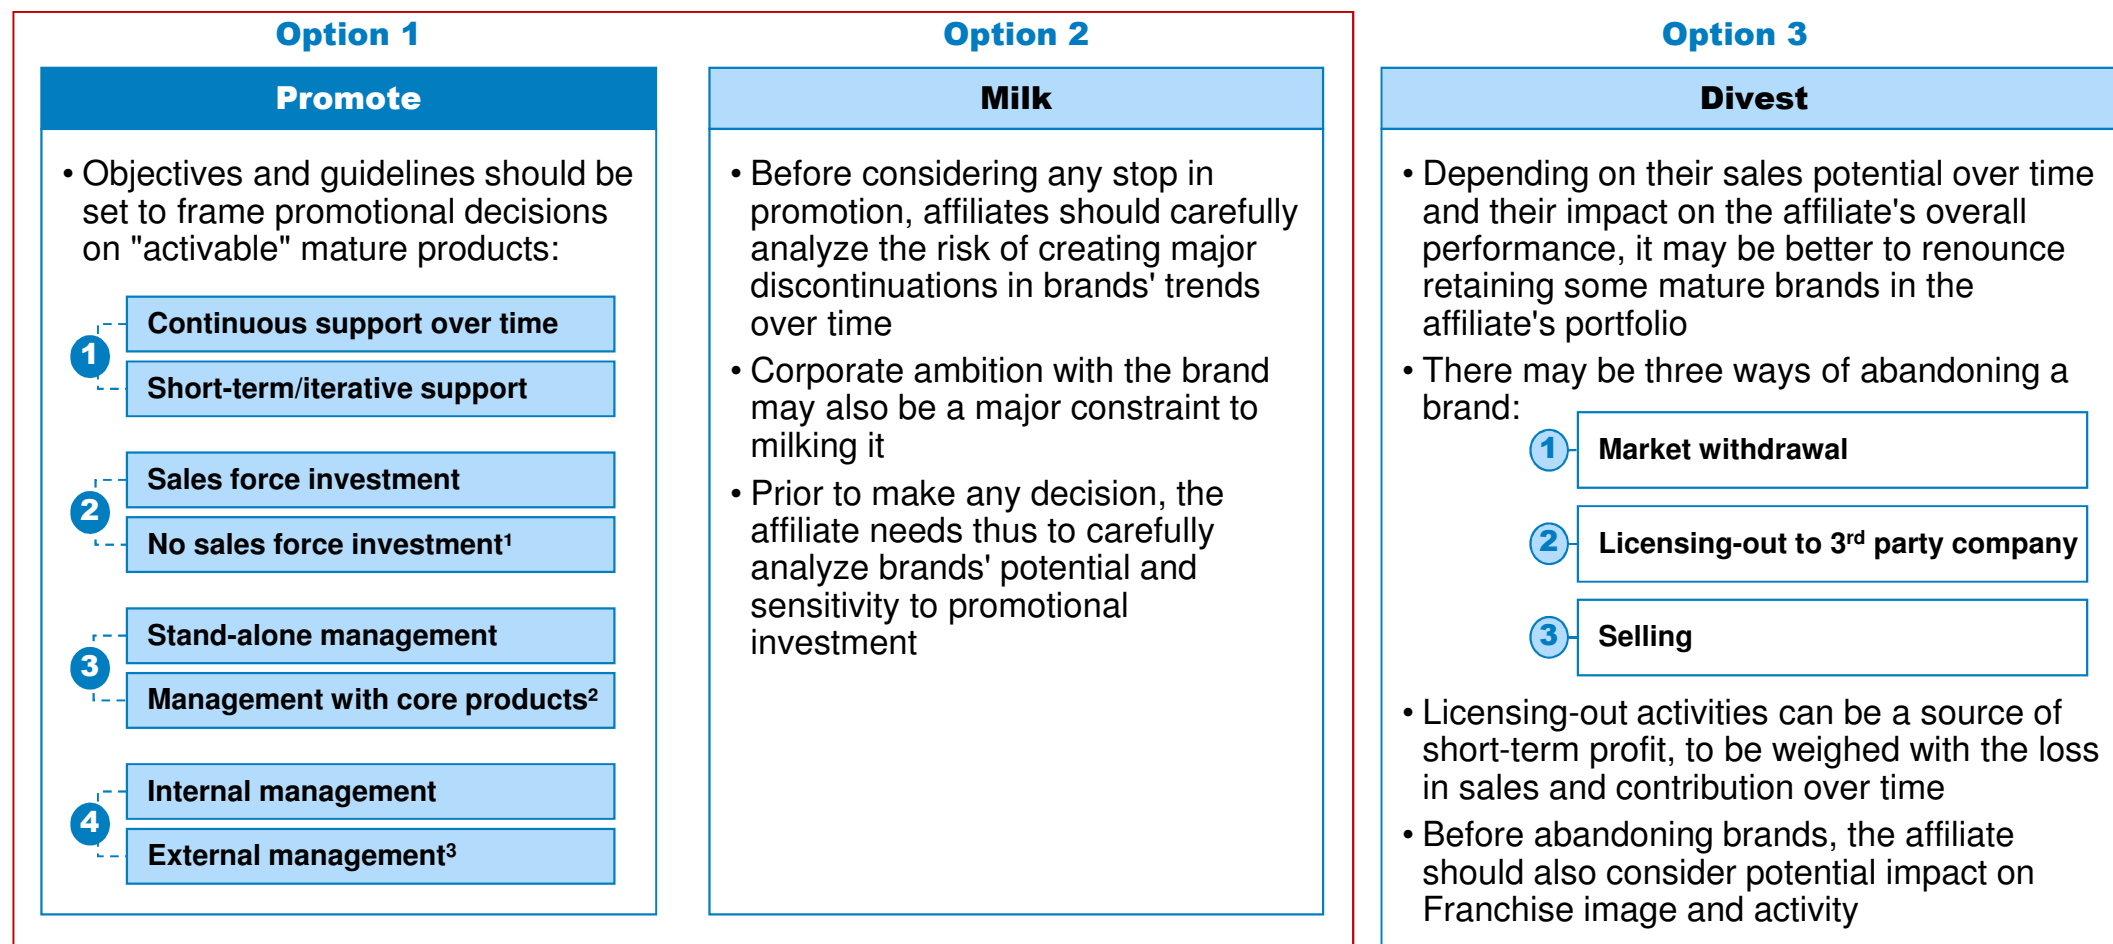 Option 1
Promote
• Objectives and guidelines should be
set to frame promotional decisions
on "activable" mature products:
1
Continuous support over time
Short-term/iterative support
2
Sales force investment
No sales force investment¹
3
Stand-alone management
Management with core products²
4
Internal management
External management³
Option 2
Milk
• Before considering any stop in
promotion, affiliates should carefully
analyze the risk of creating major
discontinuations in brands' trends
over time
• Corporate ambition with the brand
may also be a major constraint to
milking it
• Prior to make any decision, the
affiliate needs thus to carefully
analyze brands' potential and
sensitivity to promotional
investment
Option 3
Divest
• Depending on their sales potential over time
and their impact on the affiliate's overall
performance, it may be better to renounce
retaining some mature brands in the
affiliate's portfolio
• There may be three ways of abandoning a
brand:
1 Market withdrawal
2 Licensing-out to 3rd party company
3 Selling
• Licensing-out activities can be a source of
short-term profit, to be weighed with the loss
in sales and contribution over time
• Before abandoning brands, the affiliate
should also consider potential impact on
Franchise image and activity